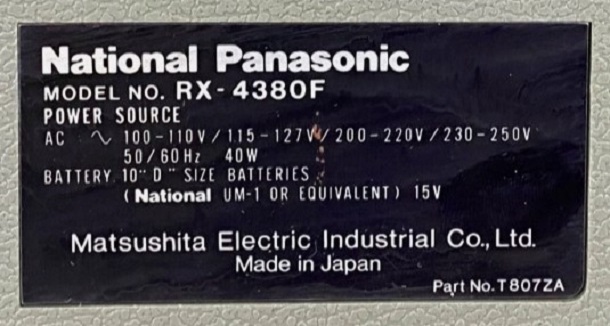 National Panasonic
MODEL NO. RX-4380F
POWER SOURCE
AC ∿ 100-110V/115-127V/200-220V/230-250V
50/60Hz 40W
BATTERY 10"D" SIZE BATTERIES
(National UM-1 OR EQUIVALENT) 15V
Matsushita Electric Industrial Co., Ltd.
Made in Japan
Part No. T807ZA